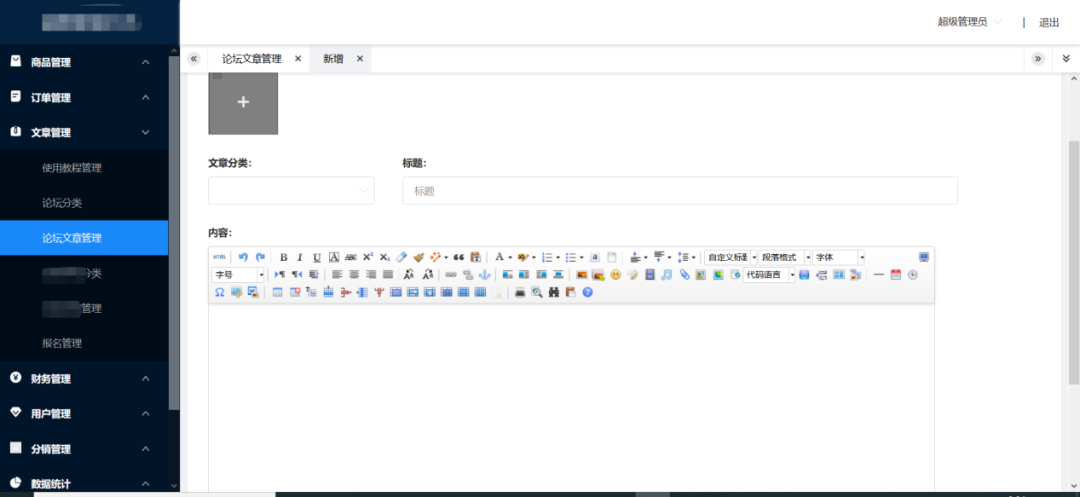 超级管理员
|
退出
商品管理
订单管理
文章管理
使用教程管理
论坛分类
论坛文章管理
分类
管理
报名管理
财务管理
用户管理
分销管理
数据统计
论坛文章管理
新增
文章分类:
标题:
标题
内容:
HTML B I U A ABC X² X₂ A 自定义标题 段落格式 字体
字号 代码语言